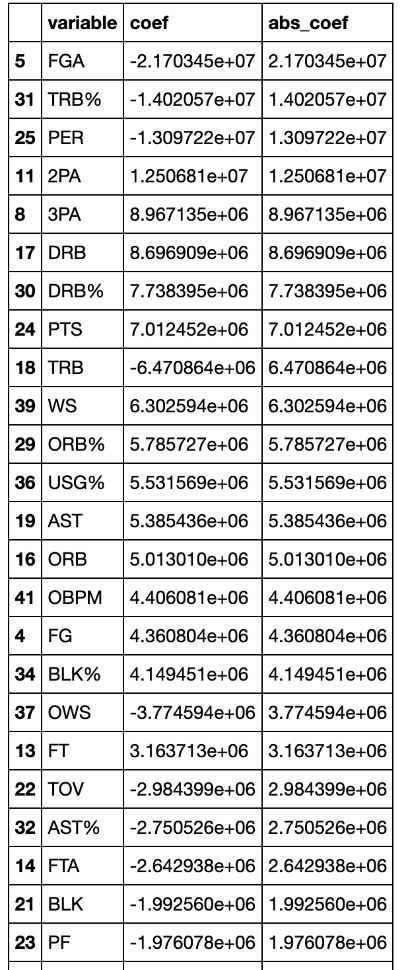 variable coef abs_coef
5 FGA -2.170345e+07 2.170345e+07
31 TRB% -1.402057e+07 1.402057e+07
25 PER -1.309722e+07 1.309722e+07
11 2PA 1.250681e+07 1.250681e+07
8 3PA 8.967135e+06 8.967135e+06
17 DRB 8.696909e+06 8.696909e+06
30 DRB% 7.738395e+06 7.738395e+06
24 PTS 7.012452e+06 7.012452e+06
18 TRB -6.470864e+06 6.470864e+06
39 WS 6.302594e+06 6.302594e+06
29 ORB% 5.785727e+06 5.785727e+06
36 USG% 5.531569e+06 5.531569e+06
19 AST 5.385436e+06 5.385436e+06
16 ORB 5.013010e+06 5.013010e+06
41 OBPM 4.406081e+06 4.406081e+06
4 FG 4.360804e+06 4.360804e+06
34 BLK% 4.149451e+06 4.149451e+06
37 OWS -3.774594e+06 3.774594e+06
13 FT 3.163713e+06 3.163713e+06
22 TOV -2.984399e+06 2.984399e+06
32 AST% -2.750526e+06 2.750526e+06
14 FTA -2.642938e+06 2.642938e+06
21 BLK -1.992560e+06 1.992560e+06
23 PF -1.976078e+06 1.976078e+06